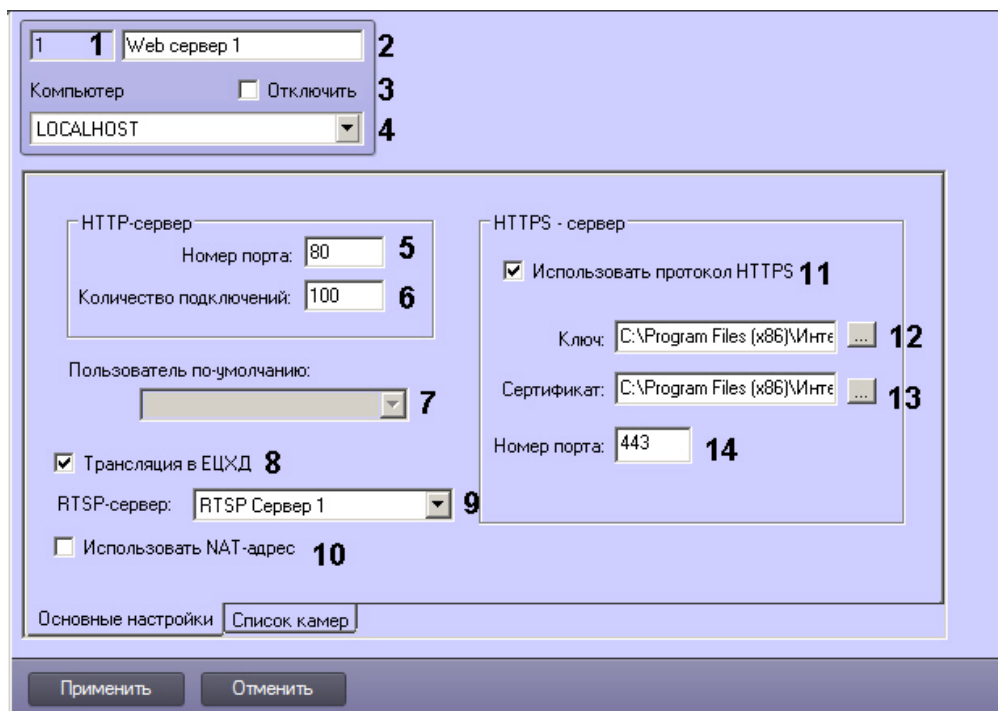 1 1 Web сервер 1 2
Компьютер Отключить 3
LOCALHOST 4
HTTP-сервер
Номер порта: 80 5
Количество подключений: 100 6
Пользователь по-умолчанию:
7
Трансляция в ЕЦХД 8
RTSP-сервер: RTSP Сервер 1 9
Использовать NAT-адрес 10
HTTPS - сервер
Использовать протокол HTTPS 11
Ключ: C:\Program Files (x86)\Инте ... 12
Сертификат: C:\Program Files (x86)\Инте ... 13
Номер порта: 443 14
Основные настройки Список камер
Применить Отменить